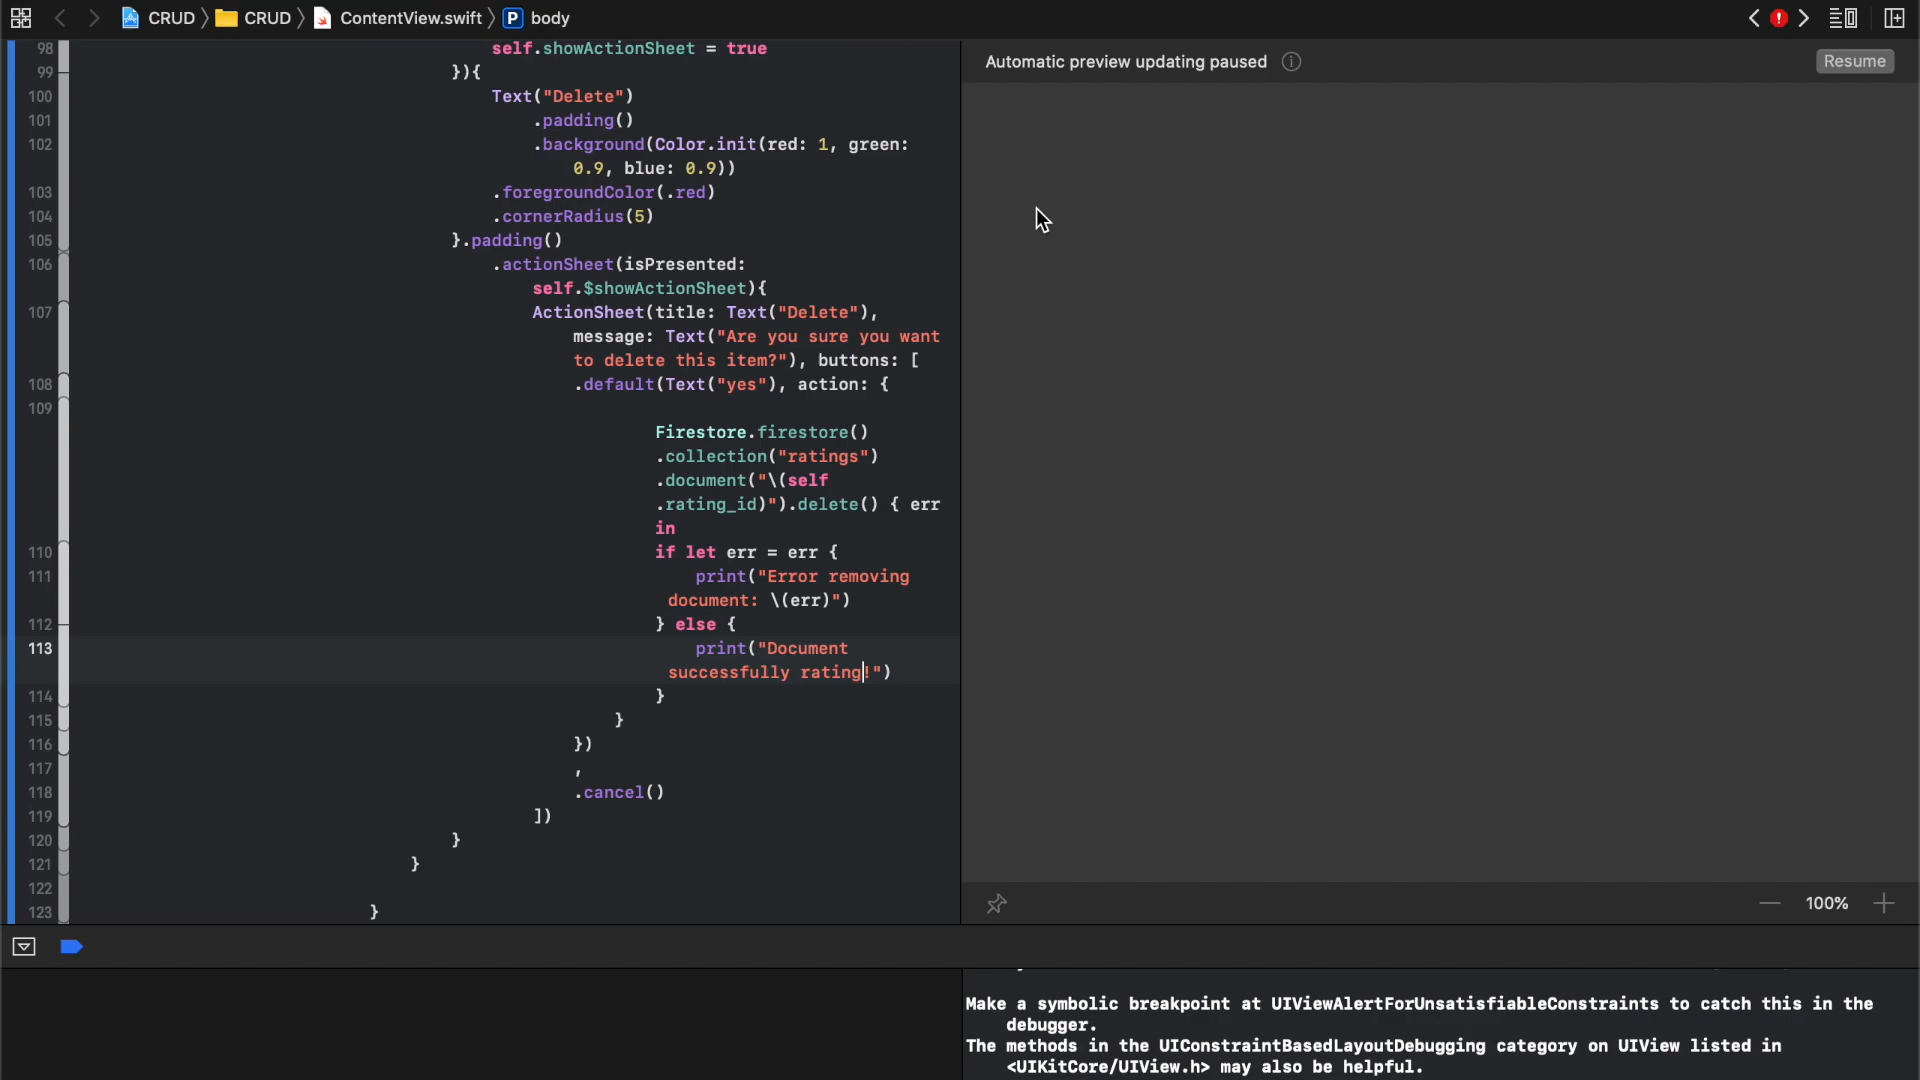 CRUD CRUD ContentView.swift P body
98 self.showActionSheet = true
99 }){
100 Text("Delete")
101 .padding()
102 .background(Color.init(red: 1, green:
0.9, blue: 0.9))
103 .foregroundColor(.red)
104 .cornerRadius(5)
105 }.padding()
106 .actionSheet(isPresented:
self.$showActionSheet){
107 ActionSheet(title: Text("Delete"),
message: Text("Are you sure you want
to delete this item?"), buttons: [
108 .default(Text("yes"), action: {
109
Firestore.firestore()
.collection("ratings")
.document("\(self
.rating_id)").delete() { err
in
110 if let err = err {
111 print("Error removing
document: \(err)")
112 } else {
113 print("Document
successfully rating!")
114 }
115 }
116 })
117 ,
118 .cancel()
119 ])
120 }
121 }
122
123 }
Automatic preview updating paused
Resume
100%
Make a symbolic breakpoint at UIViewAlertForUnsatisfiableConstraints to catch this in the
debugger.
The methods in the UIConstraintBasedLayoutDebugging category on UIView listed in
<UIKitCore/UIView.h> may also be helpful.